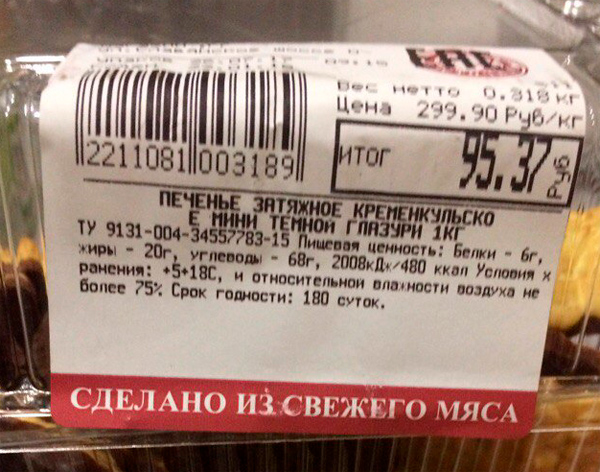 ЕАС
Вес нетто 0.318 кг
Цена 299.90 Руб/кг
2211081003189
ИТОГ 95.37 Руб
ПЕЧЕНЬЕ ЗАТЯЖНОЕ КРЕМЕНКУЛЬСКО
Е МИНИ ТЕМНОЙ ГЛАЗУРИ 1КГ
ТУ 9131-004-34557783-15 Пищевая ценность: Белки - 6г,
жиры - 20г, углеводы - 68г, 2008кДж/480 ккал Условия х
ранения: +5+18С, и относительной влажности воздуха не
более 75% Срок годности: 180 суток.
СДЕЛАНО ИЗ СВЕЖЕГО МЯСА